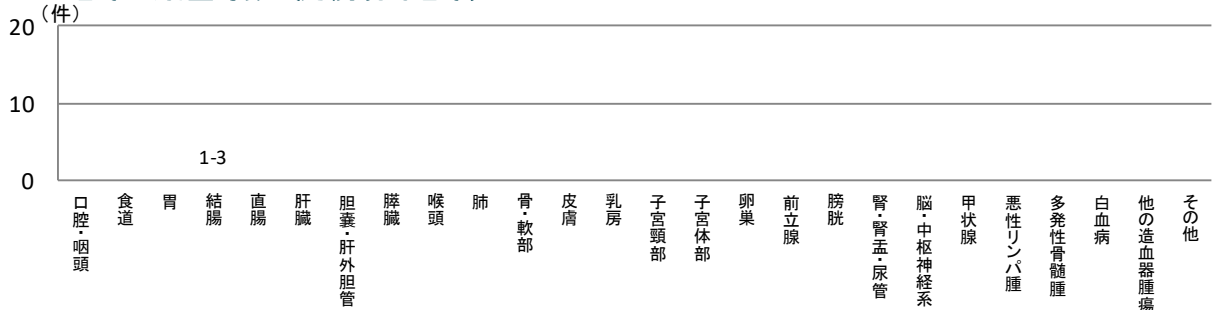 （件）
20
10
0
1-3
口腔・咽頭
食道
胃
結腸
直腸
肝臓
胆嚢・肝外胆管
膵臓
喉頭
肺
骨・軟部
皮膚
乳房
子宮頸部
子宮体部
卵巣
前立腺
膀胱
腎・腎盂・尿管
脳・中枢神経系
甲状腺
悪性リンパ腫
多発性骨髄腫
白血病
他の造血器腫瘍
その他